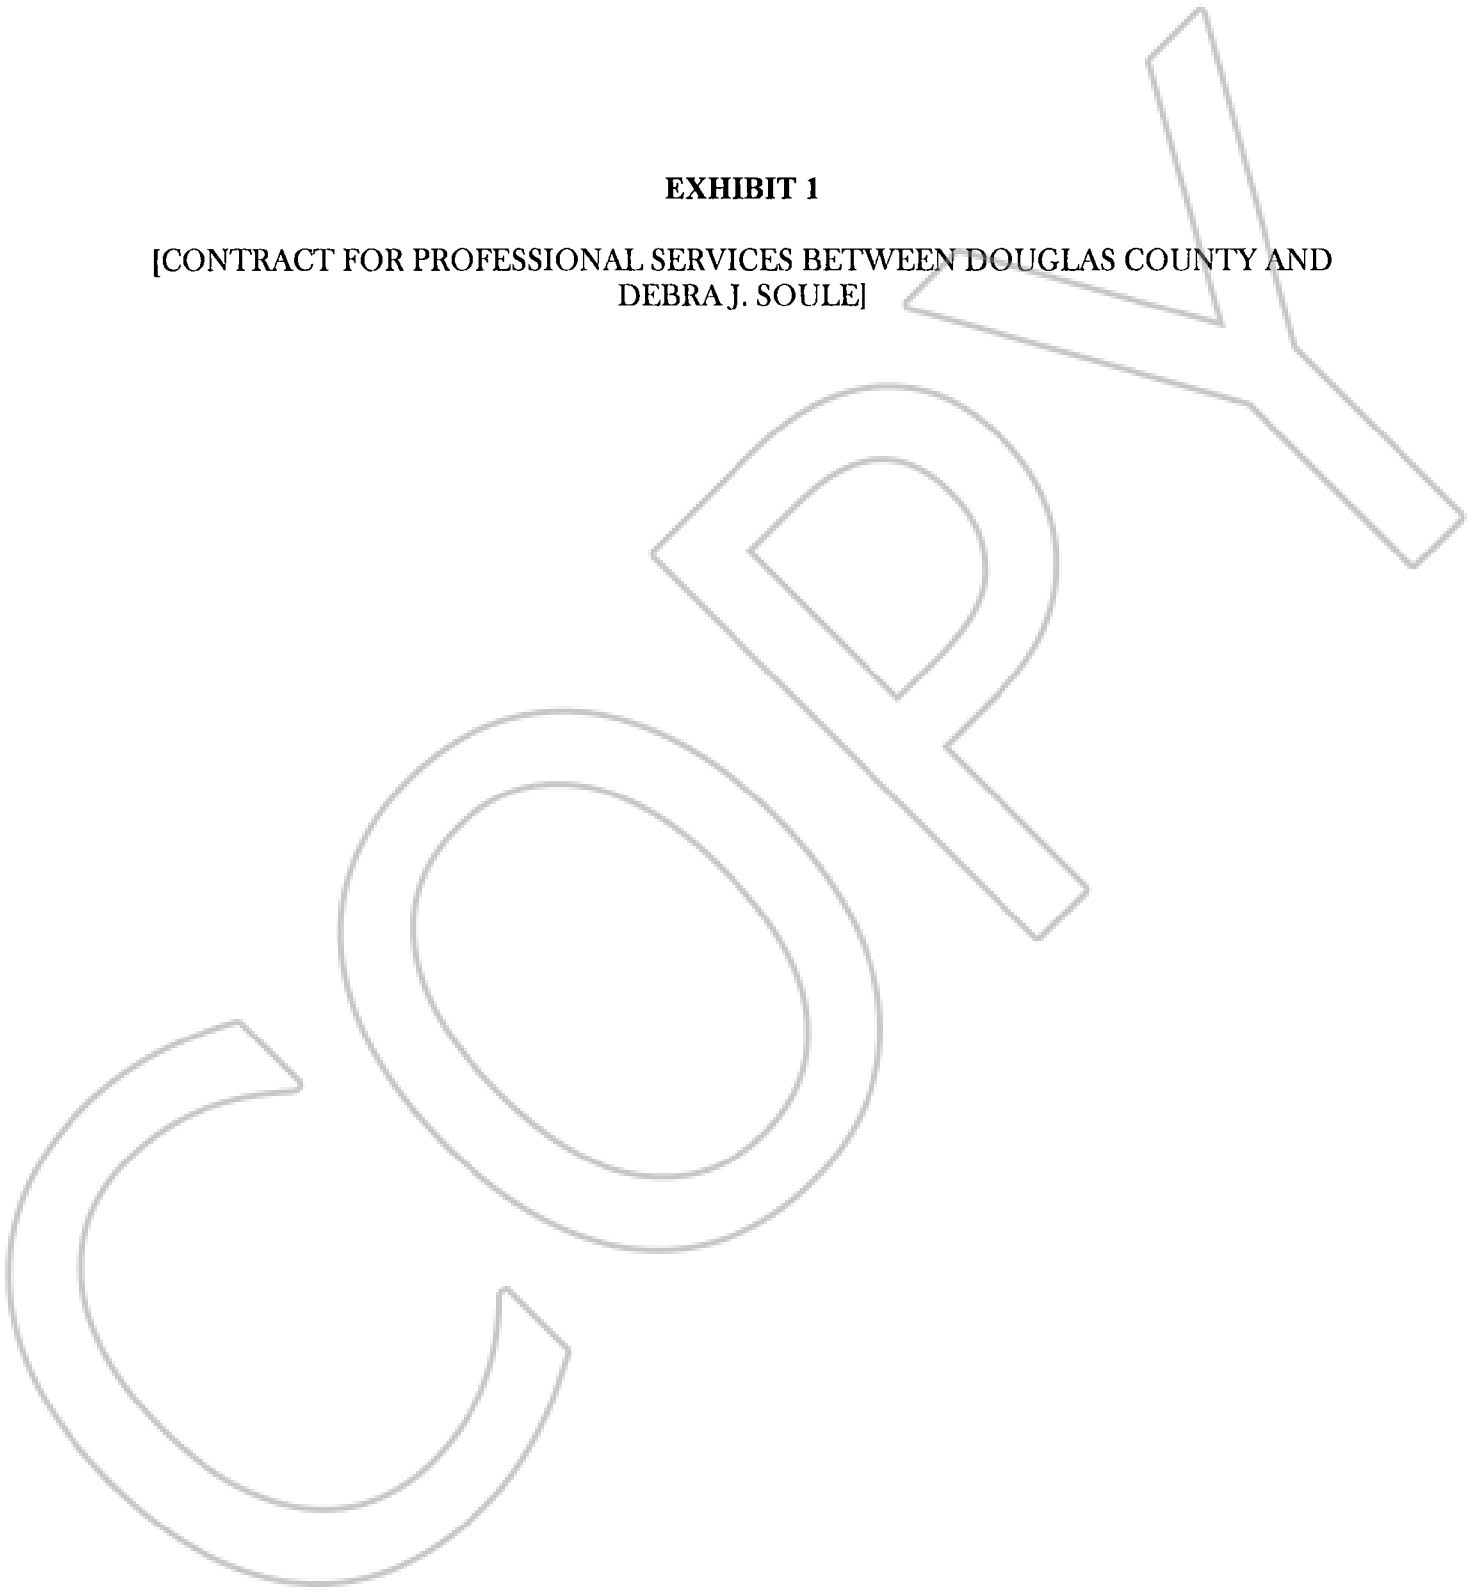 EXHIBIT 1
[CONTRACT FOR PROFESSIONAL SERVICES BETWEEN DOUGLAS COUNTY AND
DEBRA J. SOULE]
COPY